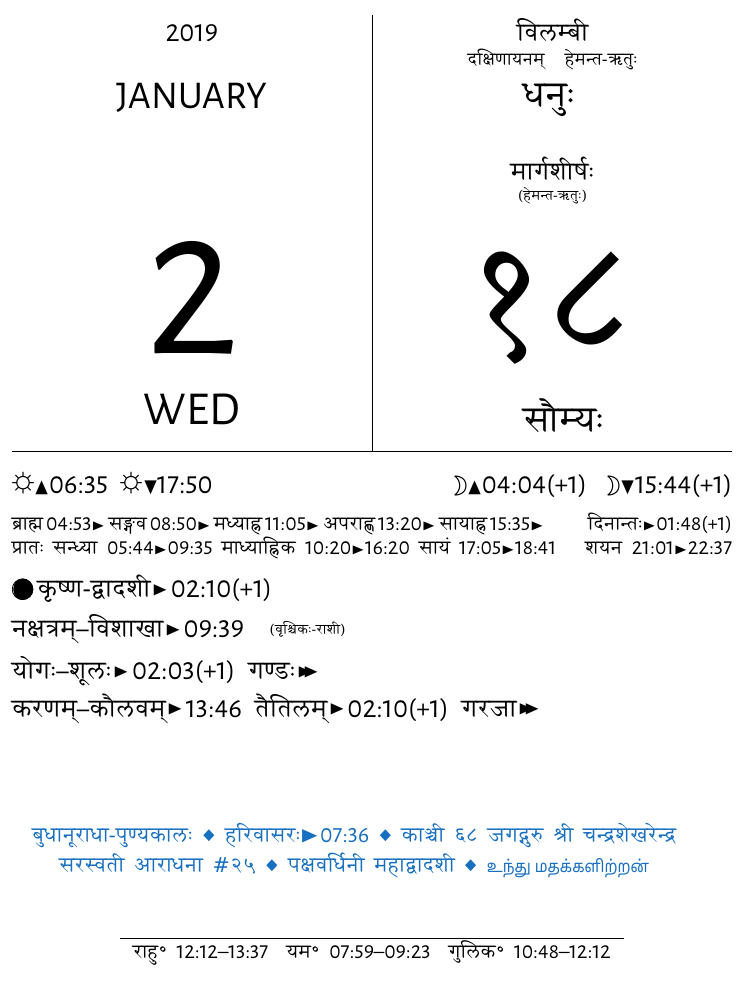 2019
JANUARY
2
WED
विलम्बी
दक्षिणायनम् हेमन्त-ऋतुः
धनुः
मार्गशीर्षः
(हेमन्त-ऋतुः)
१८
सौम्यः
☼▲06:35 ☼▼17:50 ☽▲04:04(+1) ☽▼15:44(+1)
ब्राह्म 04:53► सङ्गव 08:50► मध्याह्न 11:05► अपराह्ण 13:20► सायाह्न 15:35► दिनान्तः►01:48(+1)
प्रातः सन्ध्या 05:44►09:35 माध्याह्निक 10:20►16:20 सायं 17:05►18:41 शयन 21:01►22:37
कृष्ण-द्वादशी► 02:10(+1)
नक्षत्रम्–विशाखा► 09:39 (वृश्चिकः-राशी)
योगः–शूलः► 02:03(+1) गण्डः►►
करणम्–कौलवम्►13:46 तैतिलम्►02:10(+1) गरजा►►
बुधानूराधा-पुण्यकालः ◆ हरिवासरः►07:36 ◆ काञ्ची ६८ जगद्गुरु श्री चन्द्रशेखरेन्द्र
सरस्वती आराधना #२५ ◆ पक्षवर्धिनी महाद्वादशी ◆ உந்து மதக்களிற்றன்
राहु॰ 12:12–13:37 यम॰ 07:59–09:23 गुलिक॰ 10:48–12:12